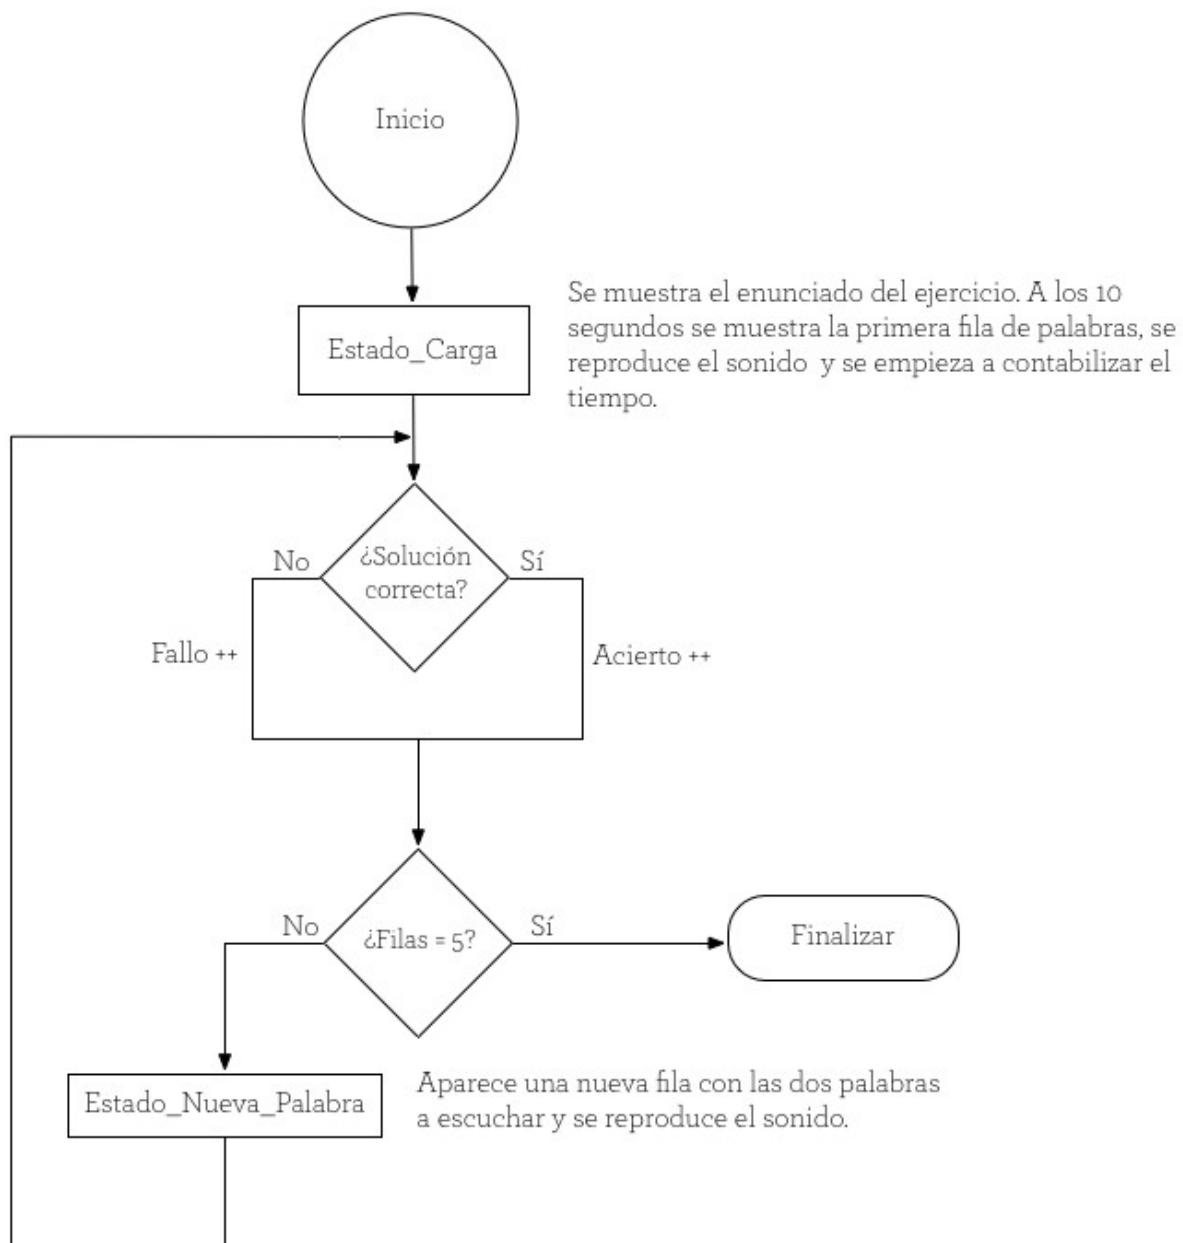 Inicio
Estado_Carga
Se muestra el enunciado del ejercicio. A los 10
segundos se muestra la primera fila de palabras, se
reproduce el sonido y se empieza a contabilizar el
tiempo.
¿Solución
correcta?
No
Sí
Fallo ++
Acierto ++
¿Filas = 5?
No
Sí
Finalizar
Estado_Nueva_Palabra
Aparece una nueva fila con las dos palabras
a escuchar y se reproduce el sonido.